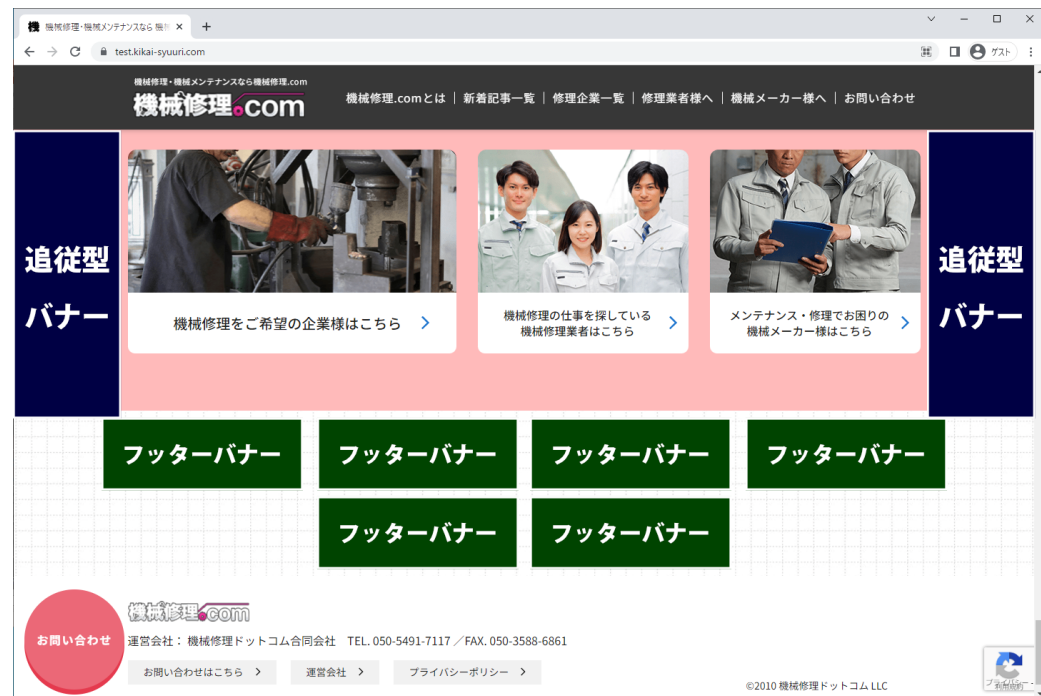 機械修理・機械メンテナンスなら 機
test.kikai-syuuri.com
ゲスト
機械修理・機械メンテナンスなら機械修理.com
機械修理.com
機械修理.comとは | 新着記事一覧 | 修理企業一覧 | 修理業者様へ | 機械メーカー様へ | お問い合わせ
追従型
バナー
機械修理をご希望の企業様はこちら
機械修理の仕事を探している
機械修理業者はこちら
メンテナンス・修理でお困りの
機械メーカー様はこちら
追従型
バナー
フッターバナー フッターバナー フッターバナー フッターバナー
フッターバナー フッターバナー
お問い合わせ
機械修理.com
運営会社： 機械修理ドットコム合同会社 TEL. 050-5491-7117 ／FAX. 050-3588-6861
お問い合わせはこちら 運営会社 プライバシーポリシー
©2010 機械修理ドットコム LLC
プライバシー -
利用規約